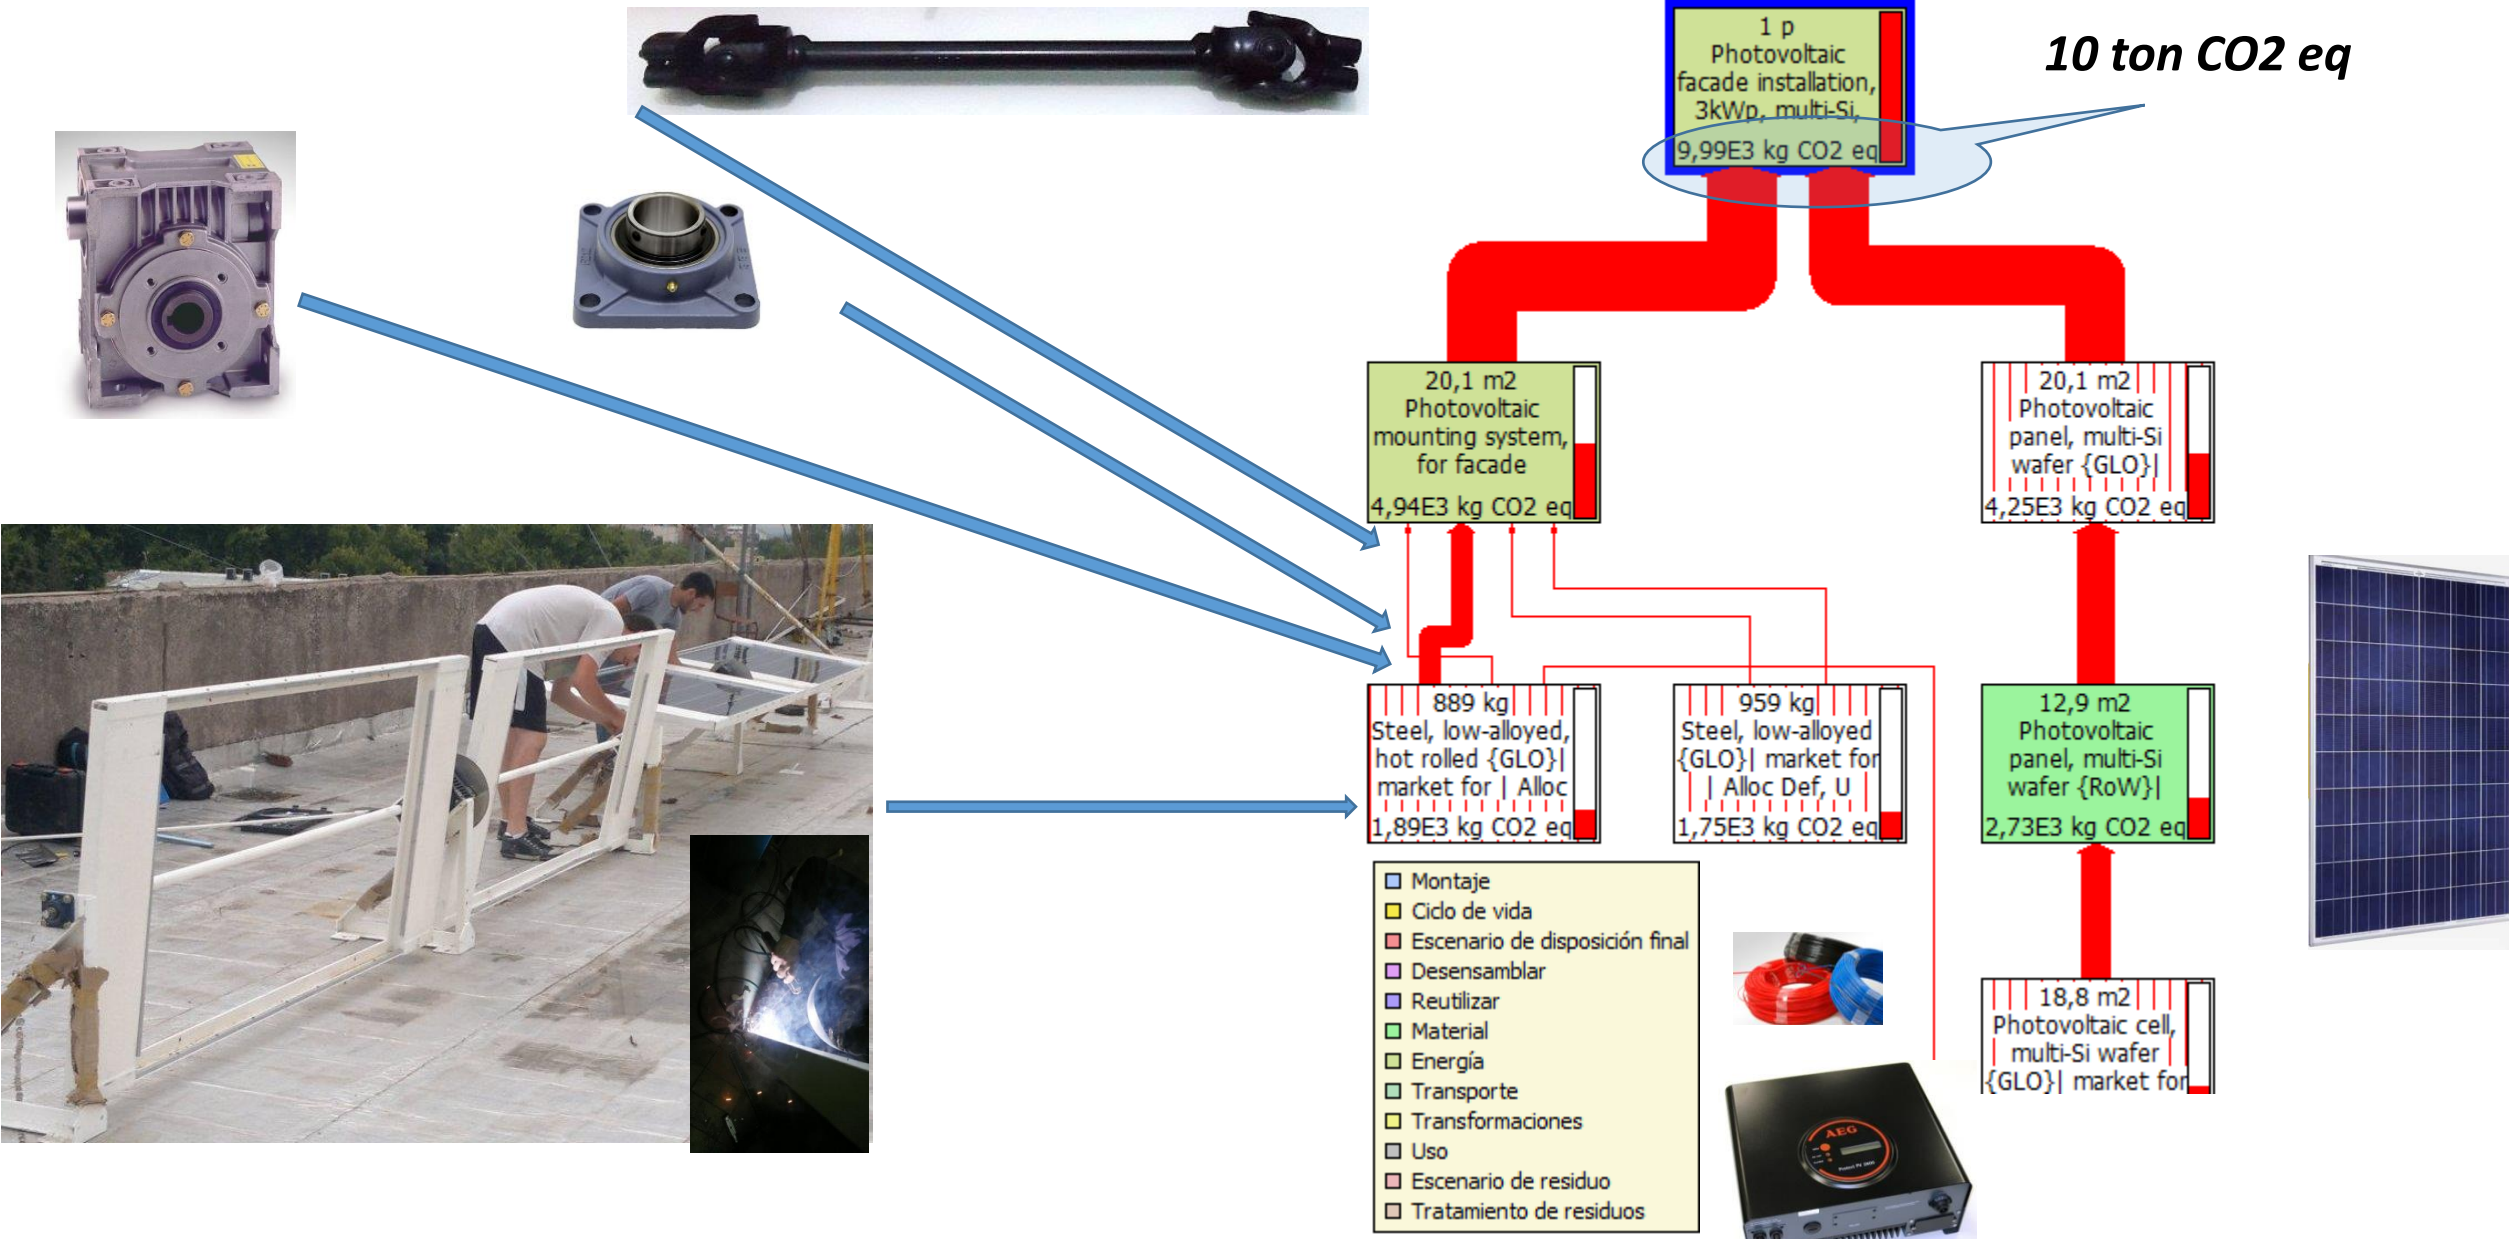 1 p
Photovoltaic
facade installation,
3kWp, multi-Si,
9,99E3 kg CO2 eq
10 ton CO2 eq
20,1 m2
Photovoltaic
mounting system,
for facade
4,94E3 kg CO2 eq
20,1 m2
Photovoltaic
panel, multi-Si
wafer {GLO}|
4,25E3 kg CO2 eq
889 kg
Steel, low-alloyed,
hot rolled {GLO}|
market for | Alloc
1,89E3 kg CO2 eq
959 kg
Steel, low-alloyed
{GLO}| market for
| Alloc Def, U
1,75E3 kg CO2 eq
12,9 m2
Photovoltaic
panel, multi-Si
wafer {RoW}|
2,73E3 kg CO2 eq
18,8 m2
Photovoltaic cell,
multi-Si wafer
{GLO}| market for
Montaje
Ciclo de vida
Escenario de disposición final
Desensamblar
Reutilizar
Material
Energía
Transporte
Transformaciones
Uso
Escenario de residuo
Tratamiento de residuos
AEG